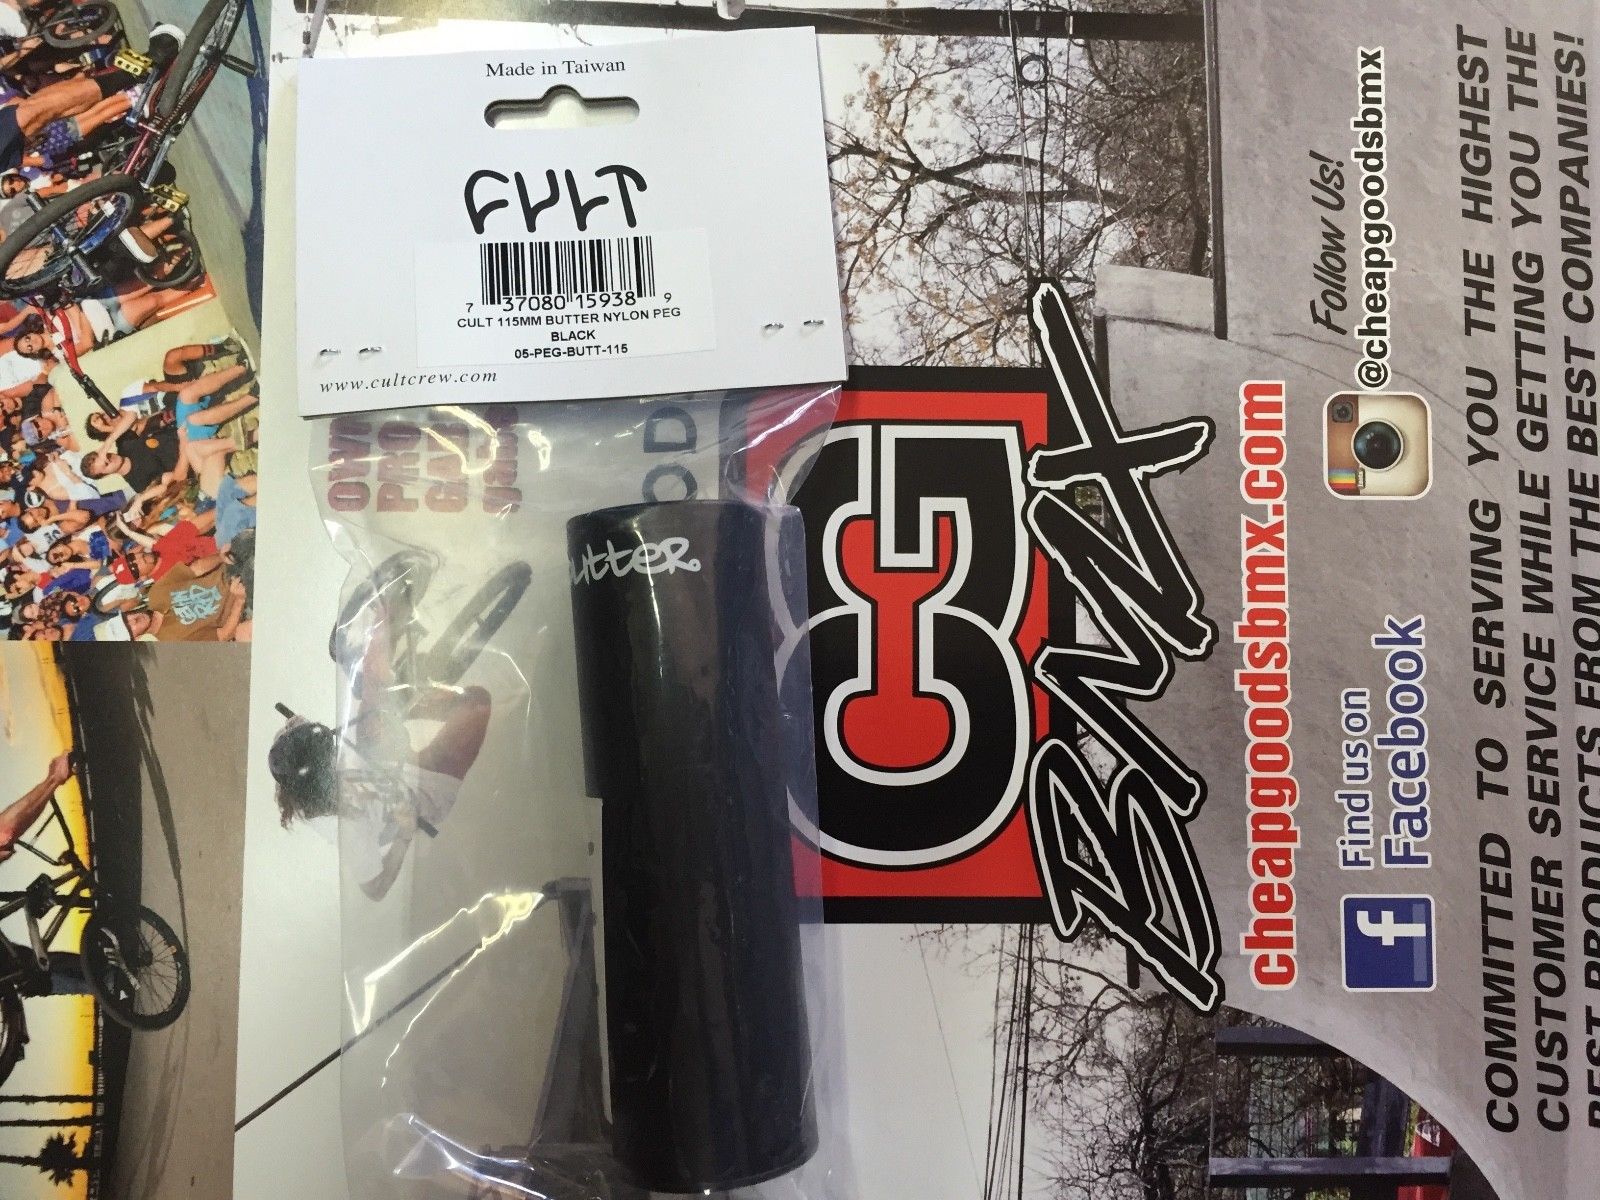 Made in Taiwan
CULT
7 37080 15938 9
CULT 115MM BUTTER NYLON PEG
BLACK
05-PEG-BUTT-115
www.cultcrew.com
utter.
CG
BMX
cheapgoodsbmx.com
Follow Us!
@cheapgoodsbmx
Find us on
Facebook
f
COMMITTED TO SERVING YOU THE HIGHEST
CUSTOMER SERVICE WHILE GETTING YOU THE
BEST PRODUCTS FROM THE BEST COMPANIES!